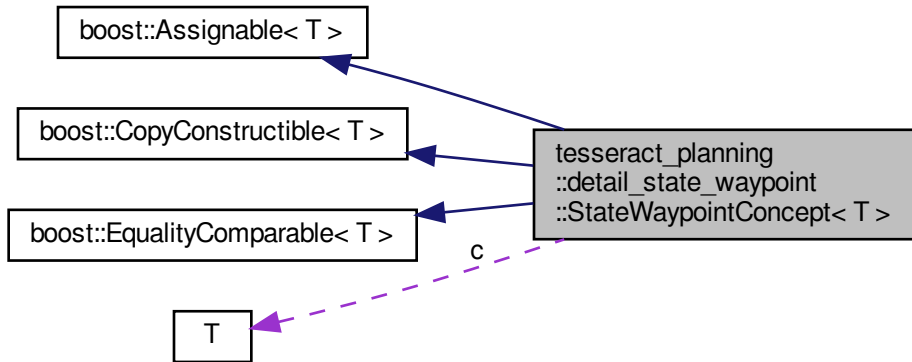 boost::Assignable< T >
boost::CopyConstructible< T >
boost::EqualityComparable< T >
T
c
tesseract_planning
::detail_state_waypoint
::StateWaypointConcept< T >